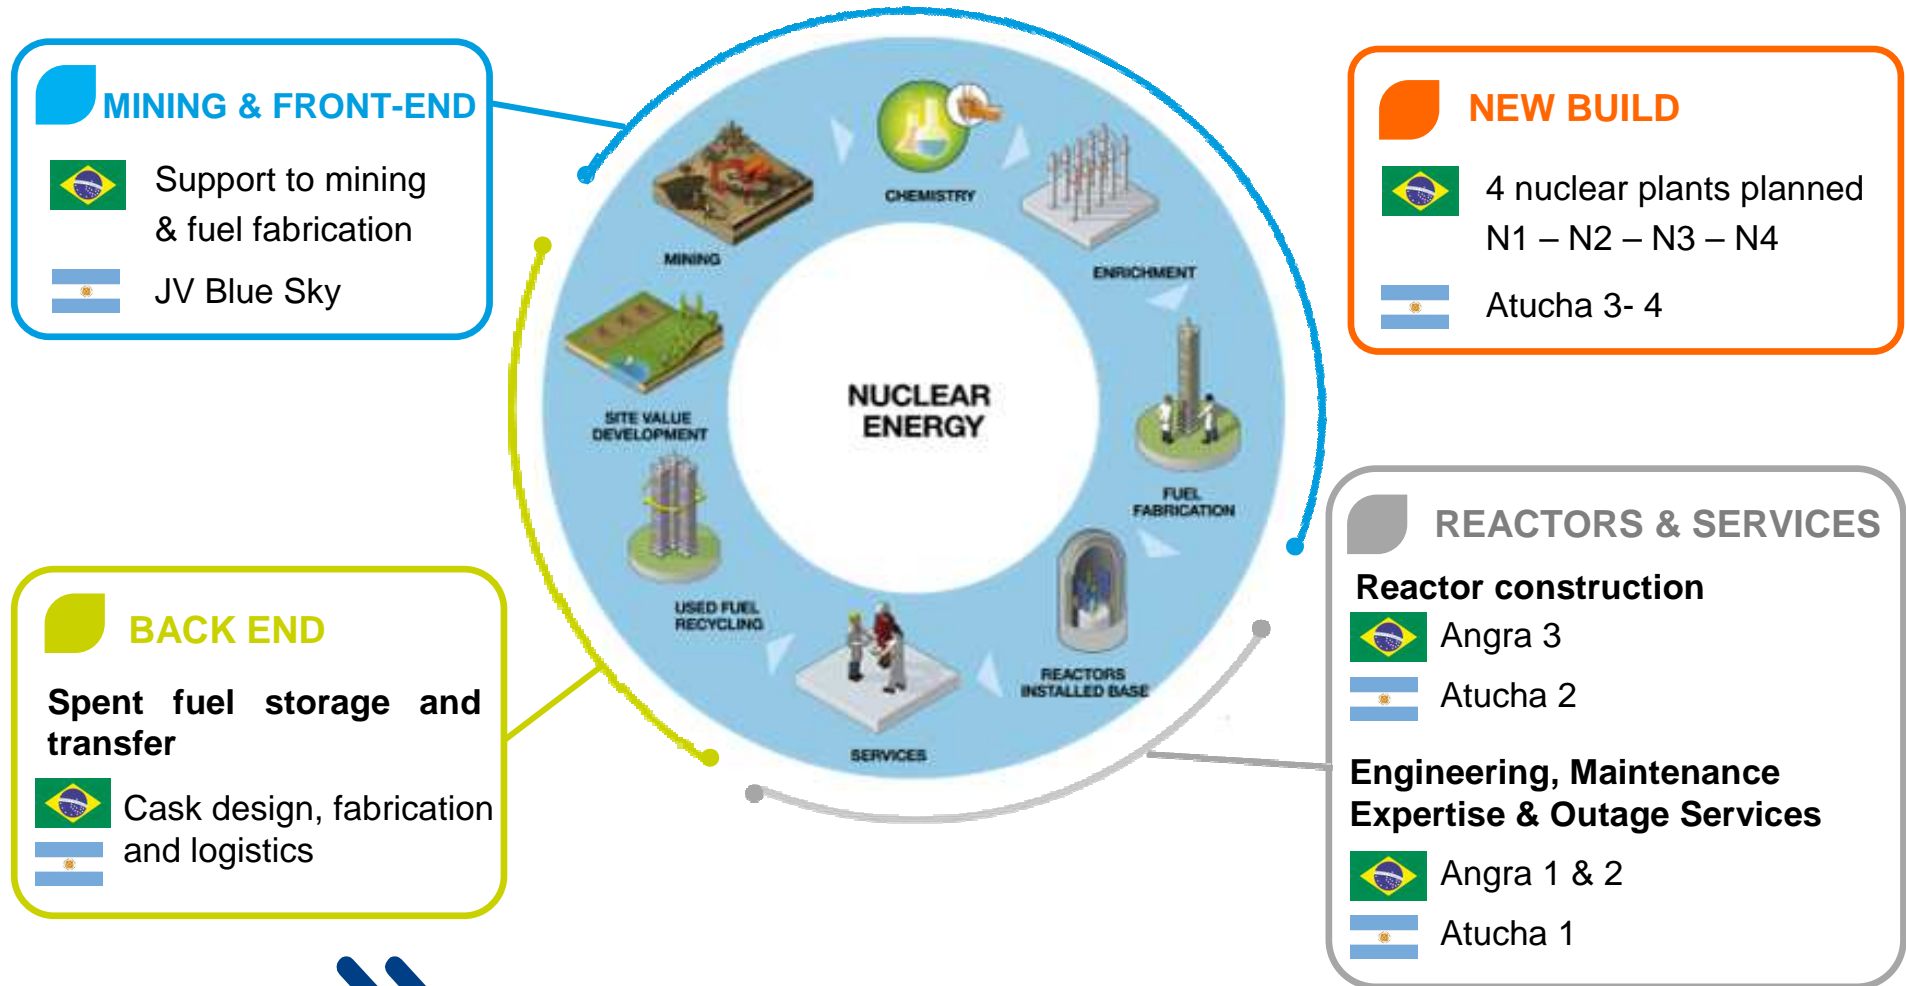 MINING & FRONT-END
Support to mining
& fuel fabrication
JV Blue Sky
NEW BUILD
4 nuclear plants planned
N1 – N2 – N3 – N4
Atucha 3- 4
CHEMISTRY
MINING
ENRICHMENT
SITE VALUE
DEVELOPMENT
NUCLEAR
ENERGY
FUEL
FABRICATION
USED FUEL
RECYCLING
REACTORS
INSTALLED BASE
SERVICES
BACK END
Spent fuel storage and
transfer
Cask design, fabrication
and logistics
REACTORS & SERVICES
Reactor construction
Angra 3
Atucha 2
Engineering, Maintenance
Expertise & Outage Services
Angra 1 & 2
Atucha 1